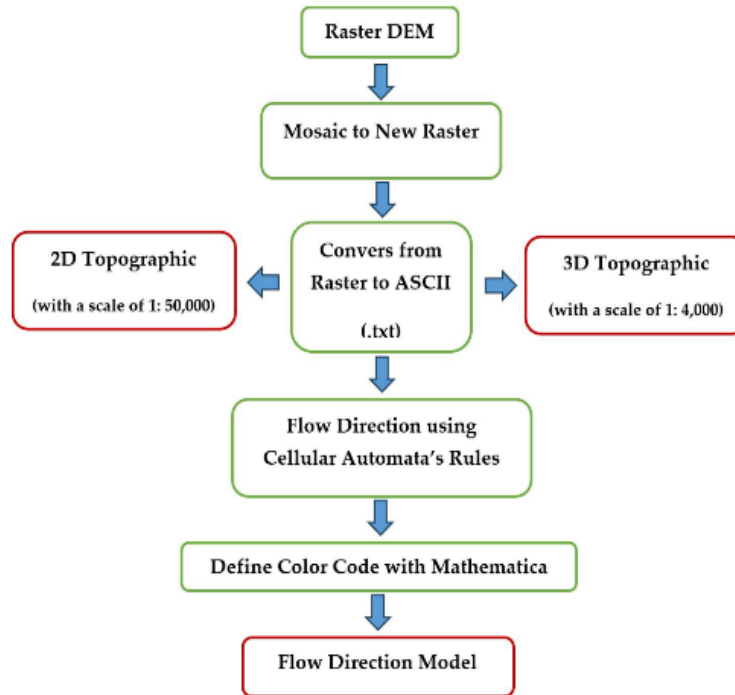 Raster DEM
Mosaic to New Raster
2D Topographic
(with a scale of 1: 50,000)
Convers from
Raster to ASCII
(.txt)
3D Topographic
(with a scale of 1: 4,000)
Flow Direction using
Cellular Automata's Rules
Define Color Code with Mathematica
Flow Direction Model